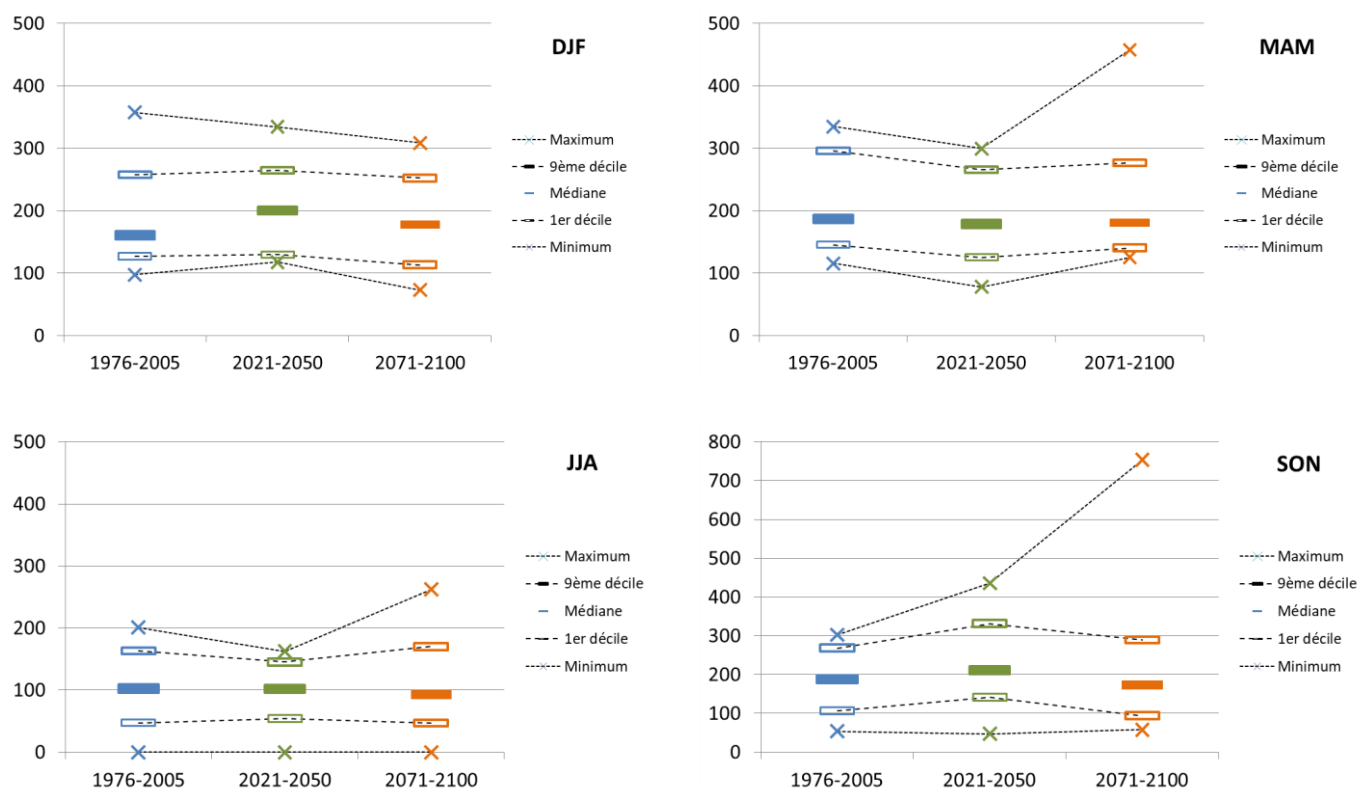 DJF
500
400
300
200
100
0
1976-2005 2021-2050 2071-2100
Maximum
9ème décile
Médiane
1er décile
Minimum
MAM
500
400
300
200
100
0
1976-2005 2021-2050 2071-2100
Maximum
9ème décile
Médiane
1er décile
Minimum
JJA
500
400
300
200
100
0
1976-2005 2021-2050 2071-2100
Maximum
9ème décile
Médiane
1er décile
Minimum
SON
800
700
600
500
400
300
200
100
0
1976-2005 2021-2050 2071-2100
Maximum
9ème décile
Médiane
1er décile
Minimum